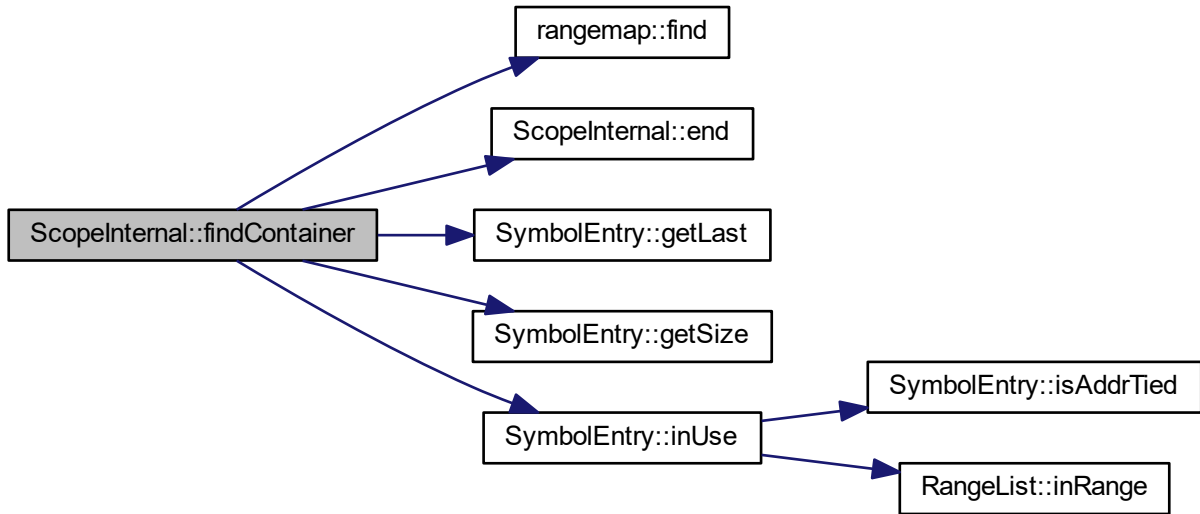 rangemap::find
ScopeInternal::end
ScopeInternal::findContainer
SymbolEntry::getLast
SymbolEntry::getSize
SymbolEntry::isAddrTied
SymbolEntry::inUse
RangeList::inRange